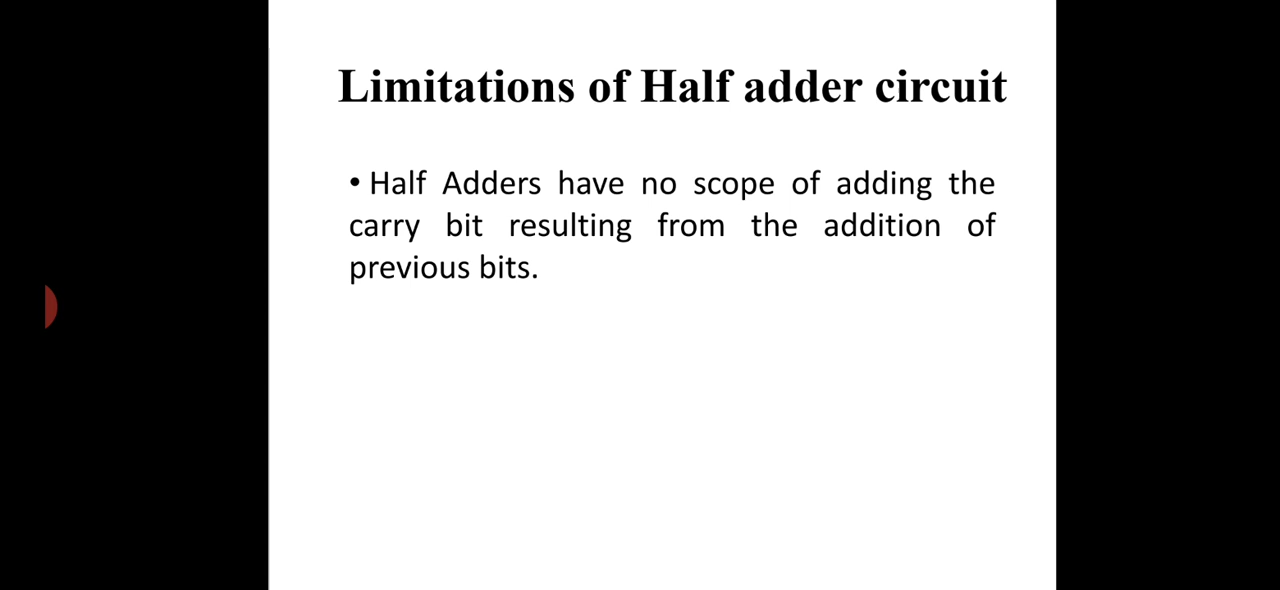 Limitations of Half adder circuit
• Half Adders have no scope of adding the
carry bit resulting from the addition of
previous bits.